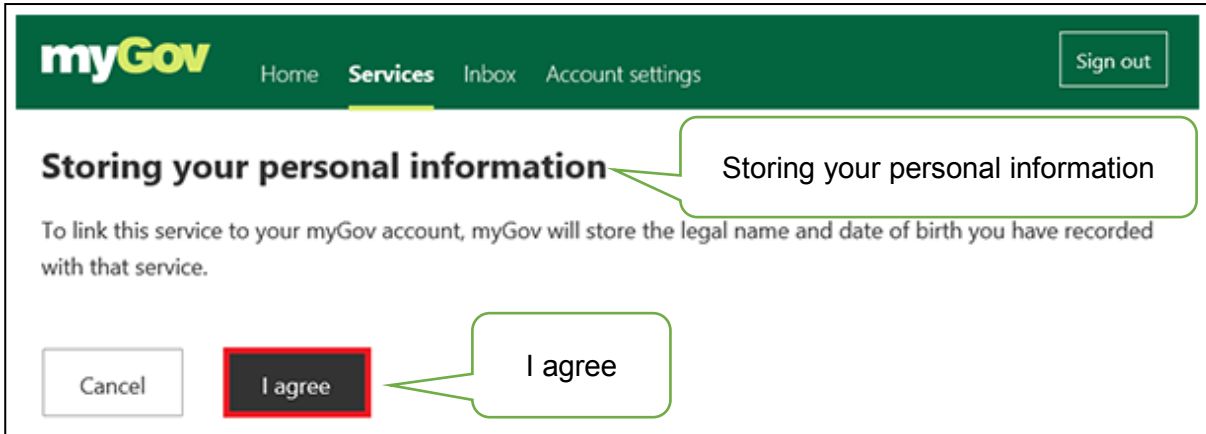 myGov Home Services Inbox Account settings Sign out
Storing your personal information
Storing your personal information
To link this service to your myGov account, myGov will store the legal name and date of birth you have recorded
with that service.
Cancel I agree
I agree